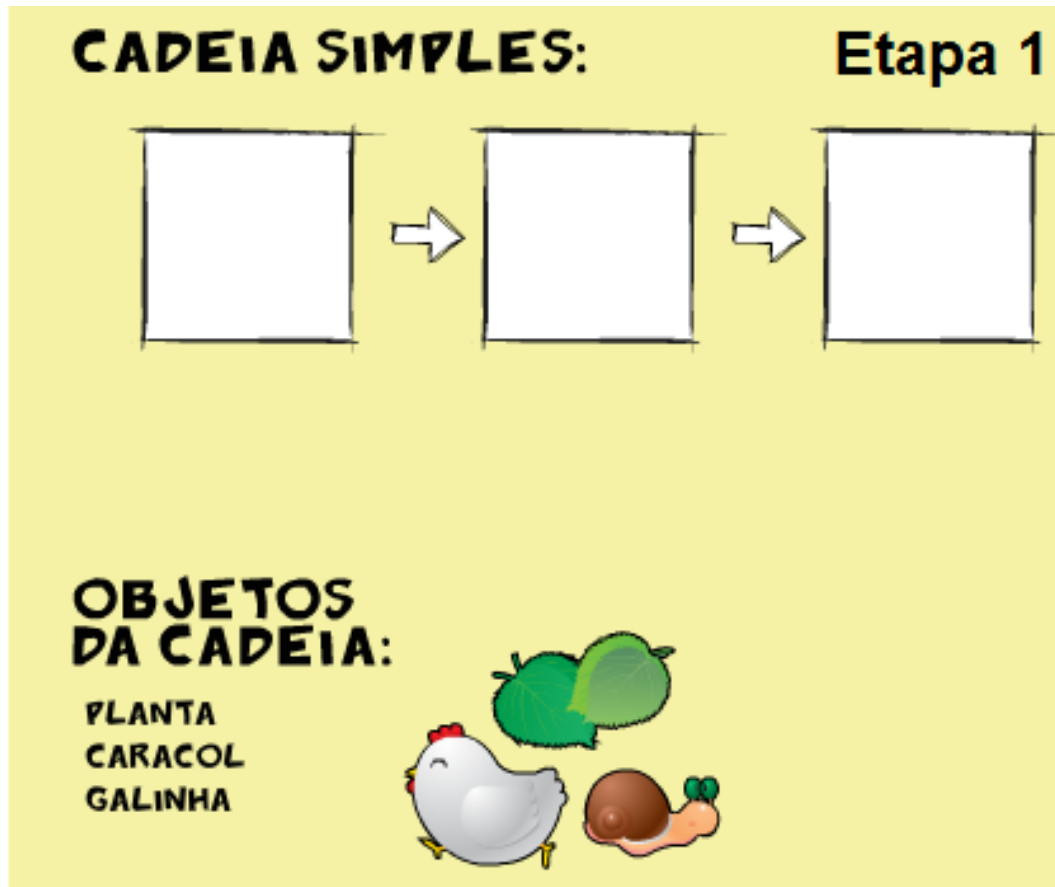 CADEIA SIMPLES:
Etapa 1
OBJETOS
DA CADEIA:
PLANTA
CARACOL
GALINHA